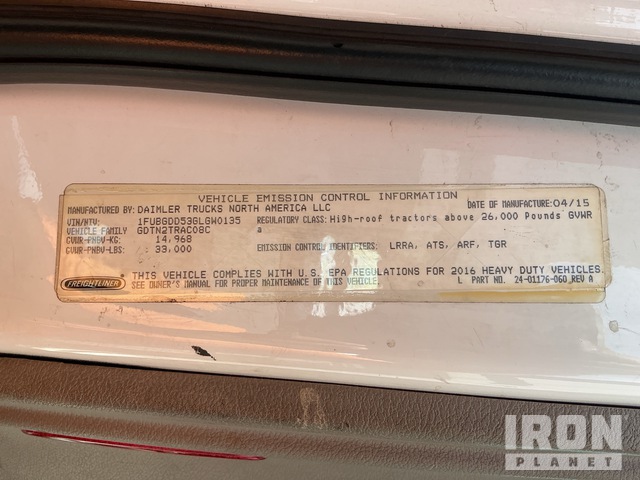 VEHICLE EMISSION CONTROL INFORMATION
MANUFACTURED BY: DAIMLER TRUCKS NORTH AMERICA LLC DATE OF MANUFACTURE: 04/15
VIN/NIV: 1FUBGDD53GLGW0135 REGULATORY CLASS: High-roof tractors above 26,000 Pounds GVWR
VEHICLE FAMILY GDTN2TRAC08C a
GVWR-PNBV-KG: 14,968 EMISSION CONTROL IDENTIFIERS: LRRA, ATS, ARF, TGR
GVWR-PNBV-LBS: 33,000
THIS VEHICLE COMPLIES WITH U.S. EPA REGULATIONS FOR 2016 HEAVY DUTY VEHICLES.
SEE OWNER'S MANUAL FOR PROPER MAINTENANCE OF THIS VEHICLE. L PART NO. 24-01176-060 REV A
FREIGHTLINER
IRON
PLANET